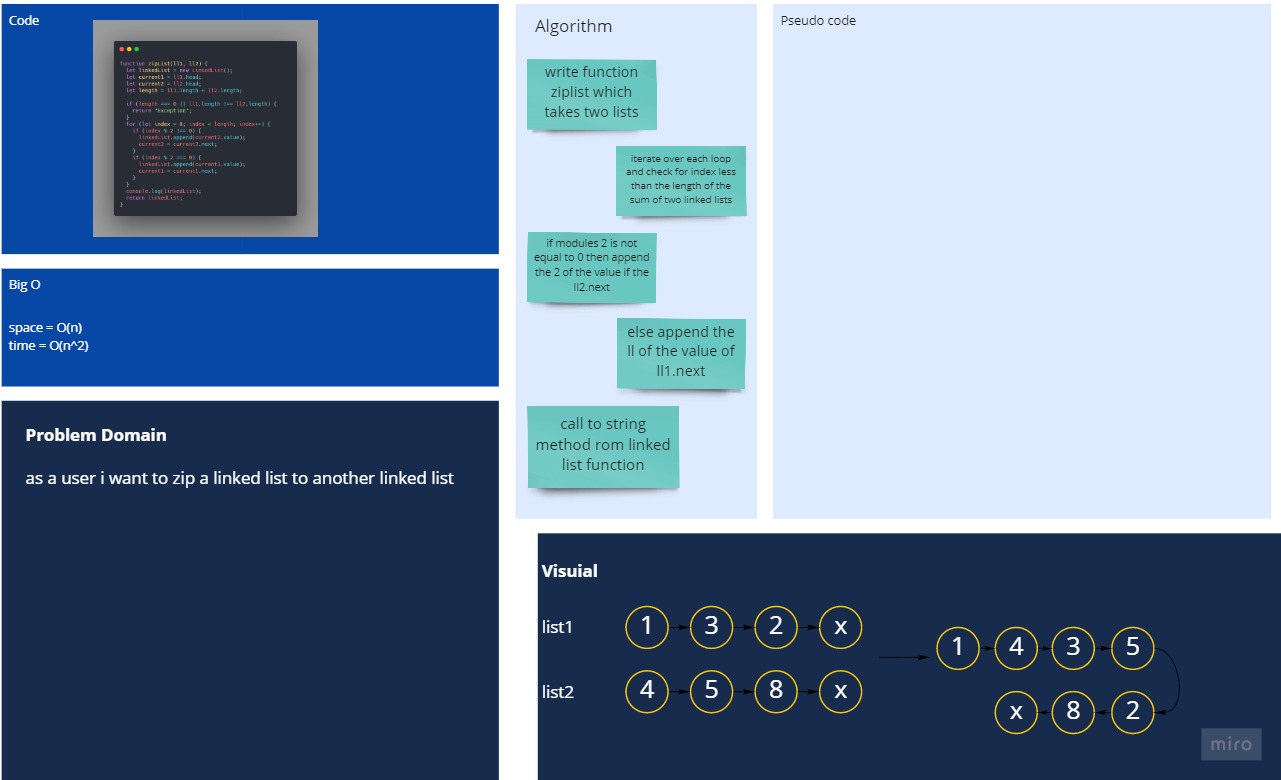 Code
function zipList(ll1, ll2) {
let linkedList = new LinkedList();
let current1 = ll1.head;
let current2 = ll2.head;
let length = ll1.length + ll2.length;
if (length === 0 || ll1.length !== ll2.length) {
return "Exception";
}
for (let index = 0; index < length; index++) {
if (index % 2 !== 0) {
linkedList.append(current2.value);
current2 = current2.next;
}
if (index % 2 === 0) {
linkedList.append(current1.value);
current1 = current1.next;
}
}
console.log(linkedList);
return linkedList;
}
Big O
space = O(n)
time = O(n^2)
Problem Domain
as a user i want to zip a linked list to another linked list
Algorithm
write function
ziplist which
takes two lists
iterate over each loop
and check for index less
than the length of the
sum of two linked lists
if modules 2 is not
equal to 0 then append
the 2 of the value if the
ll2.next
else append the
ll of the value of
ll1.next
call to string
method rom linked
list function
Pseudo code
Visuial
list1 1 3 2 x
list2 4 5 8 x
1 4 3 5
x 8 2
miro